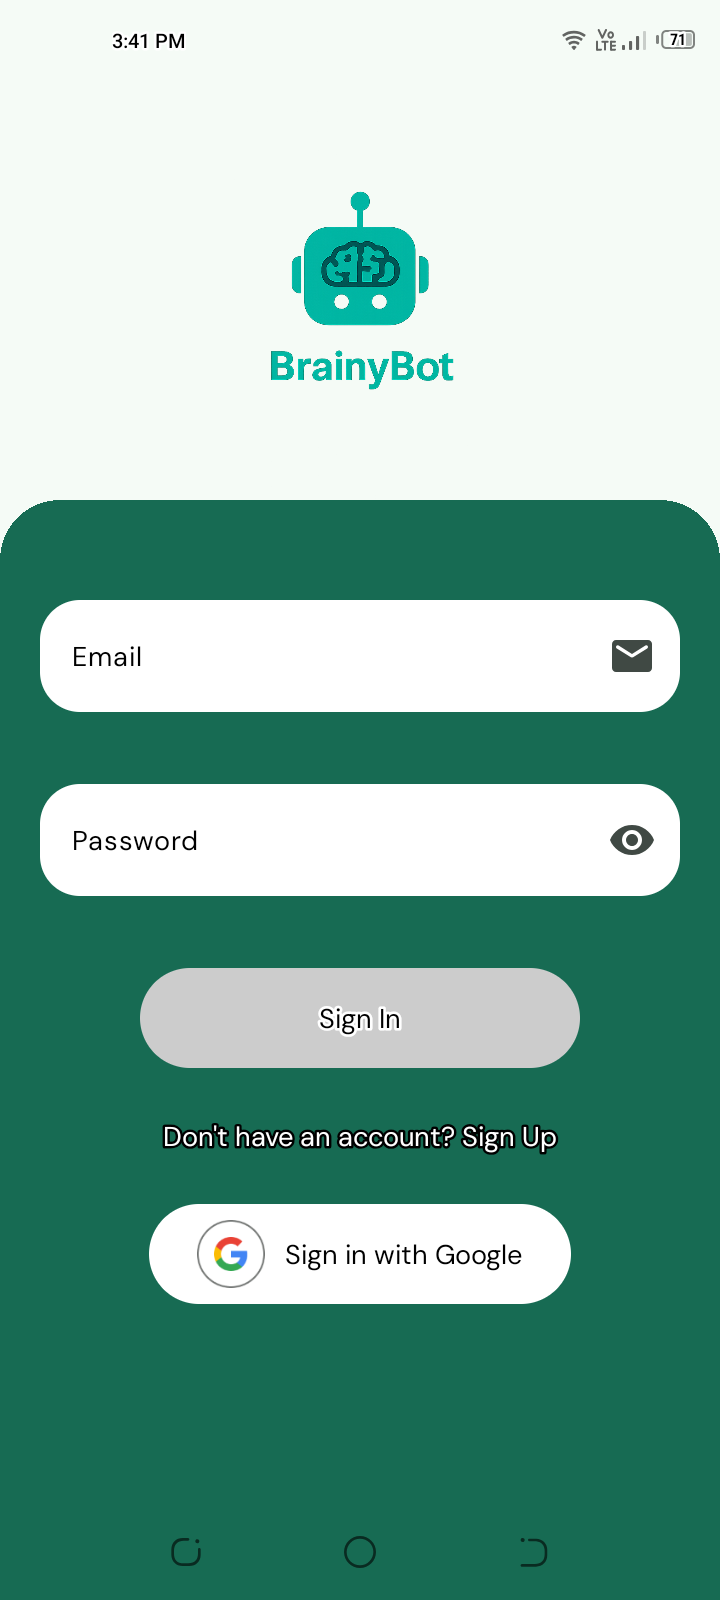 3:41 PM
Vo
LTE
71
BrainyBot
Email
Password
Sign In
Don't have an account? Sign Up
G
Sign in with Google